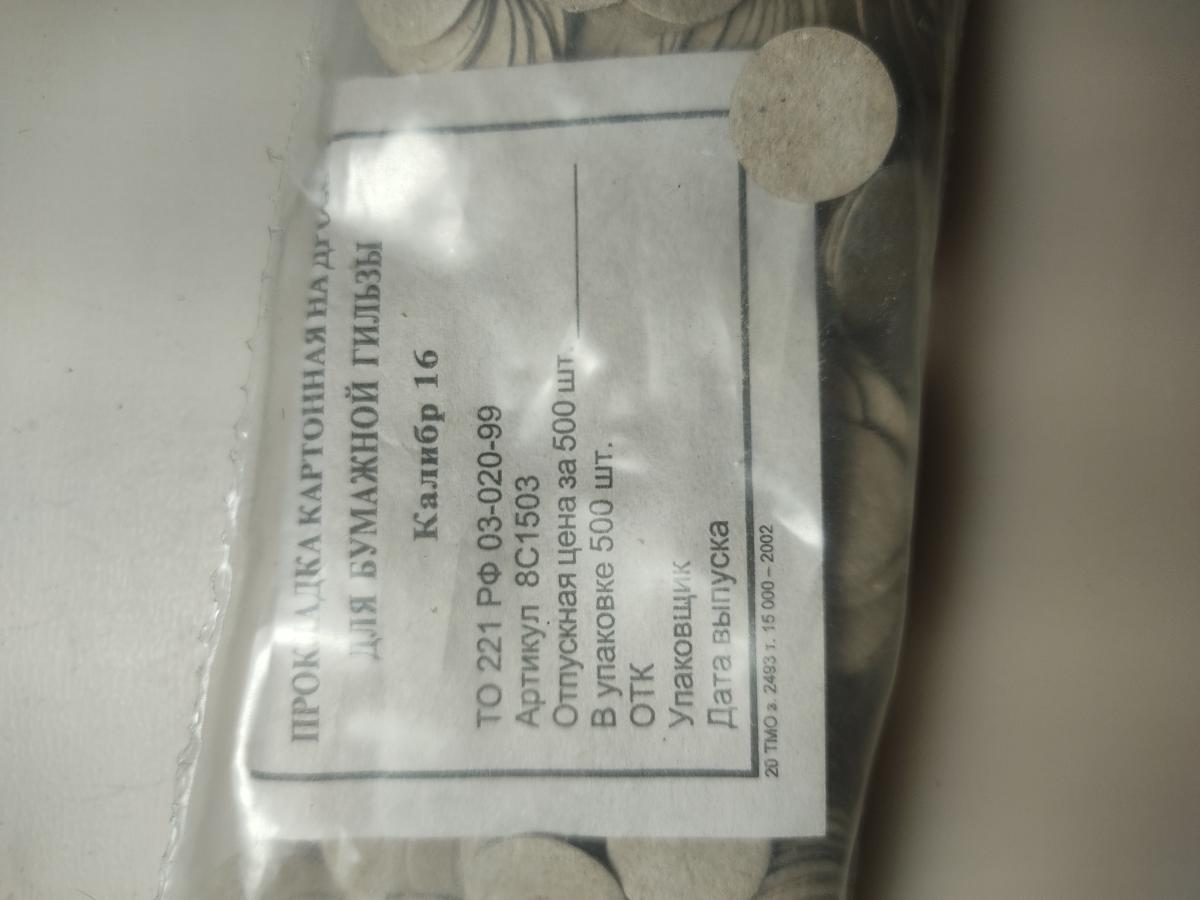 ПРОКЛАДКА КАРТОННАЯ НА
ДЛЯ БУМАЖНОЙ ГИЛЬЗЫ
Калибр 16
ТО 221 РФ 03-020-99
Артикул 8С1503
Отпускная цена за 500 шт.
В упаковке 500 шт.
ОТК
Упаковщик
Дата выпуска
20 ТМО з. 2493 т. 15 000 – 2002